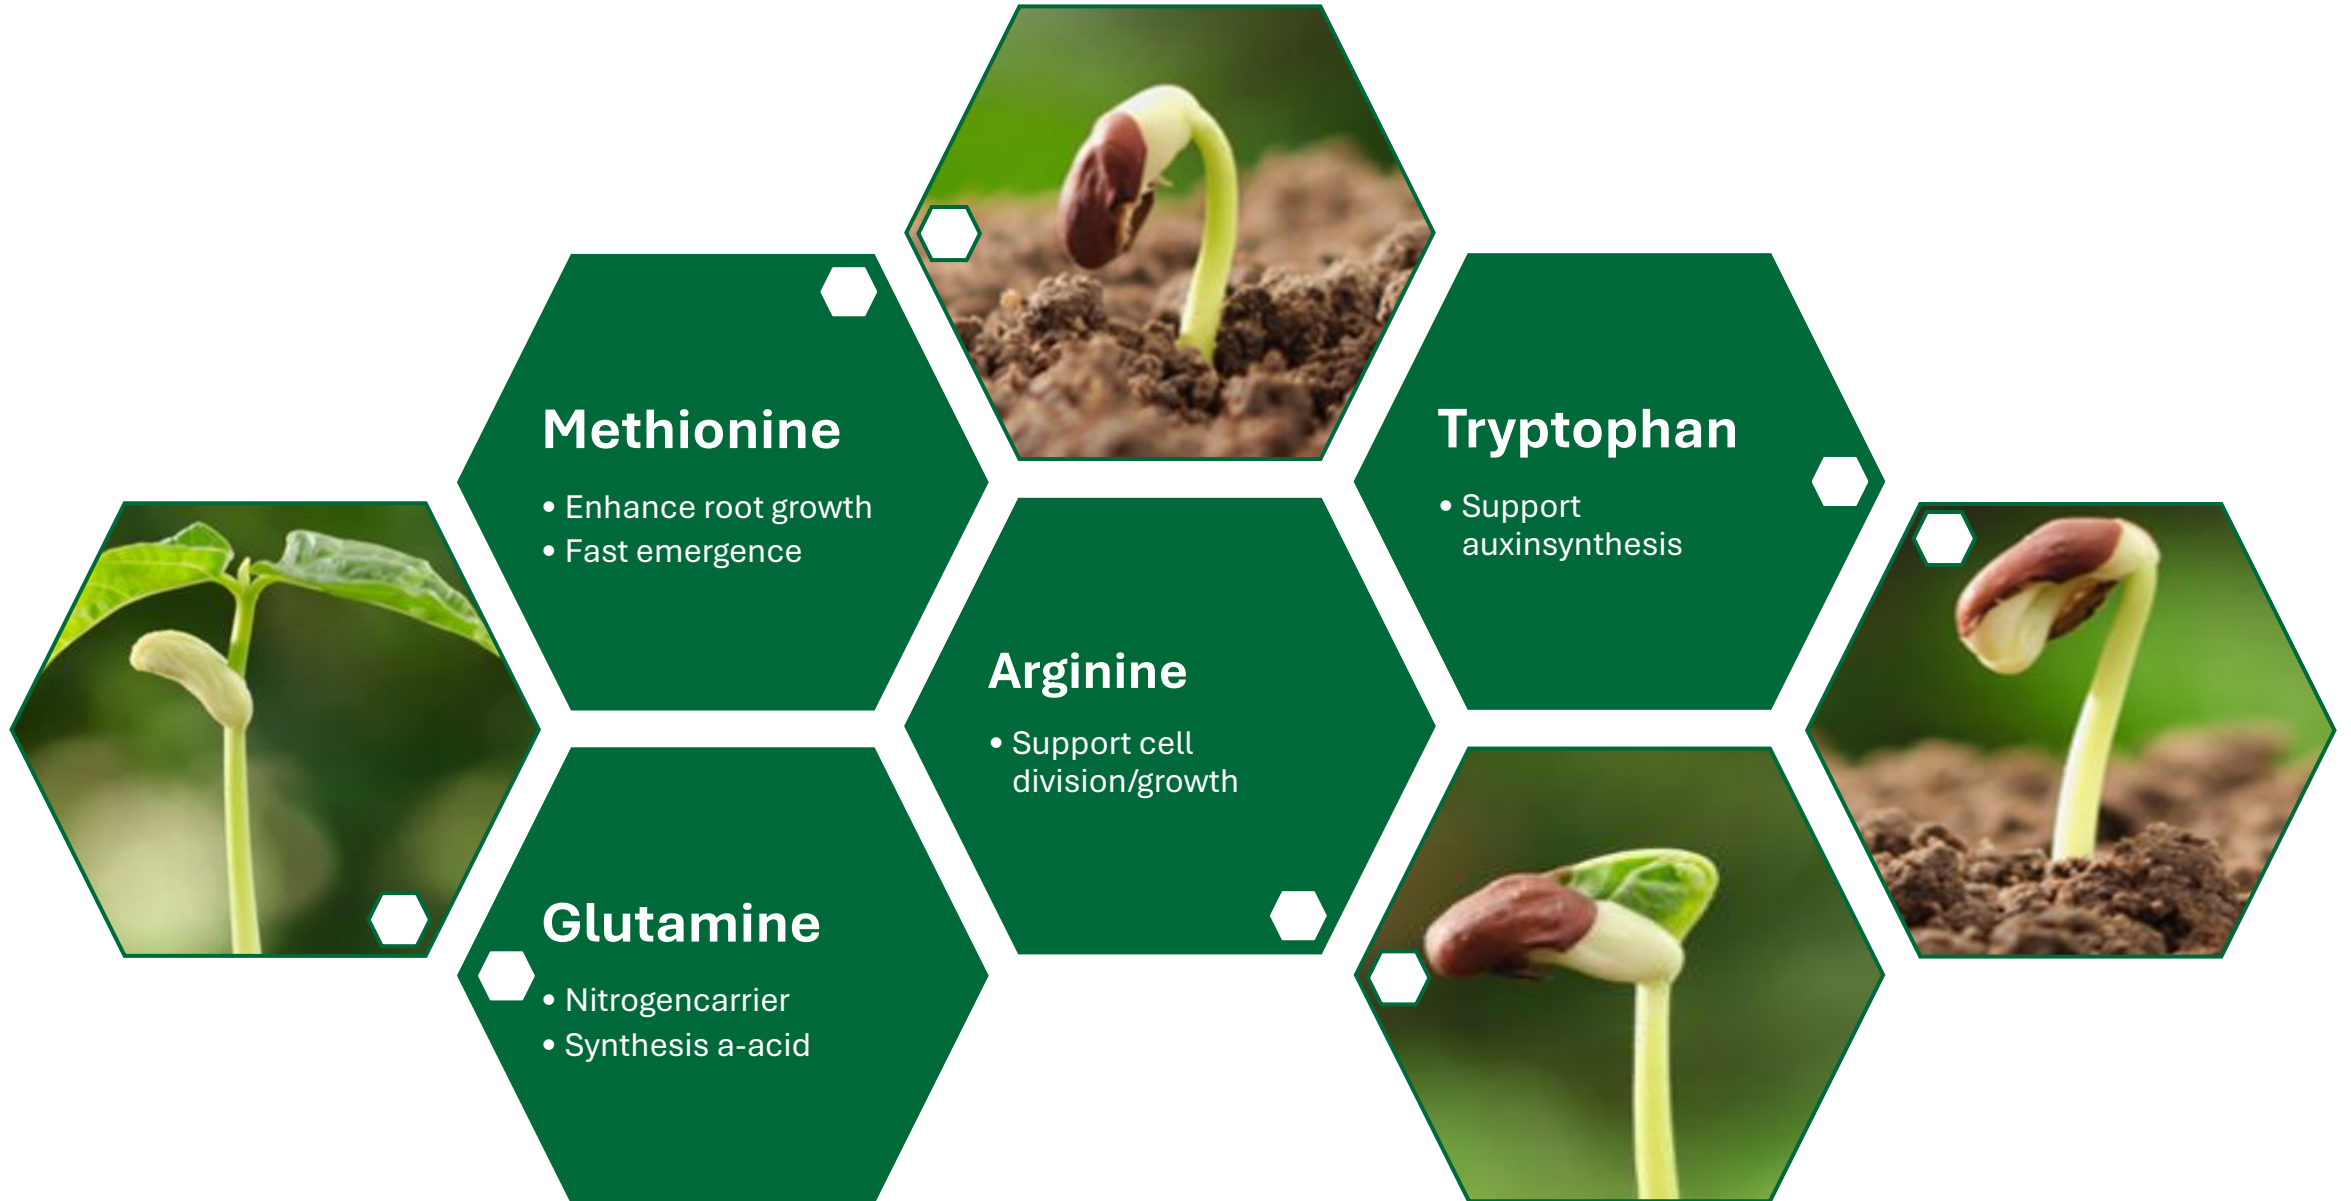 Methionine
• Enhance root growth
• Fast emergence
Tryptophan
• Support
auxinsynthesis
Arginine
• Support cell
division/growth
Glutamine
• Nitrogencarrier
• Synthesis a-acid